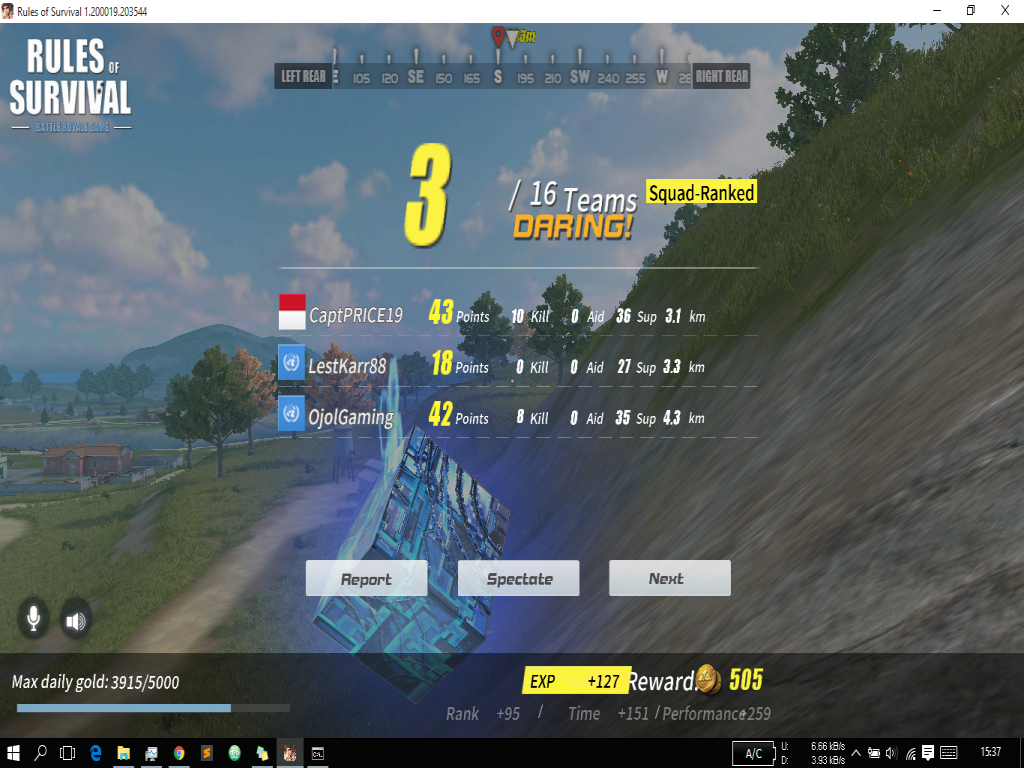 Rules of Survival 1.200019.203544
RULES OF
SURVIVAL
BATTLE ROYALE GAME
3m
LEFT REAR E 105 120 SE 150 165 S 195 210 SW 240 255 W RIGHT REAR
3 / 16 Teams Squad-Ranked
DARING!
CaptPRICE19 43 Points 10 Kill 0 Aid 36 Sup 3.1 km
LestKarr88 18 Points 0 Kill 0 Aid 27 Sup 3.3 km
OjolGaming 42 Points 8 Kill 0 Aid 35 Sup 4.3 km
Report Spectate Next
Max daily gold: 3915/5000
EXP +127 Reward: 505
Rank +95 / Time +151 / Performance +259
A/C U: 6.66 kB/s
D: 3.93 kB/s
15:37